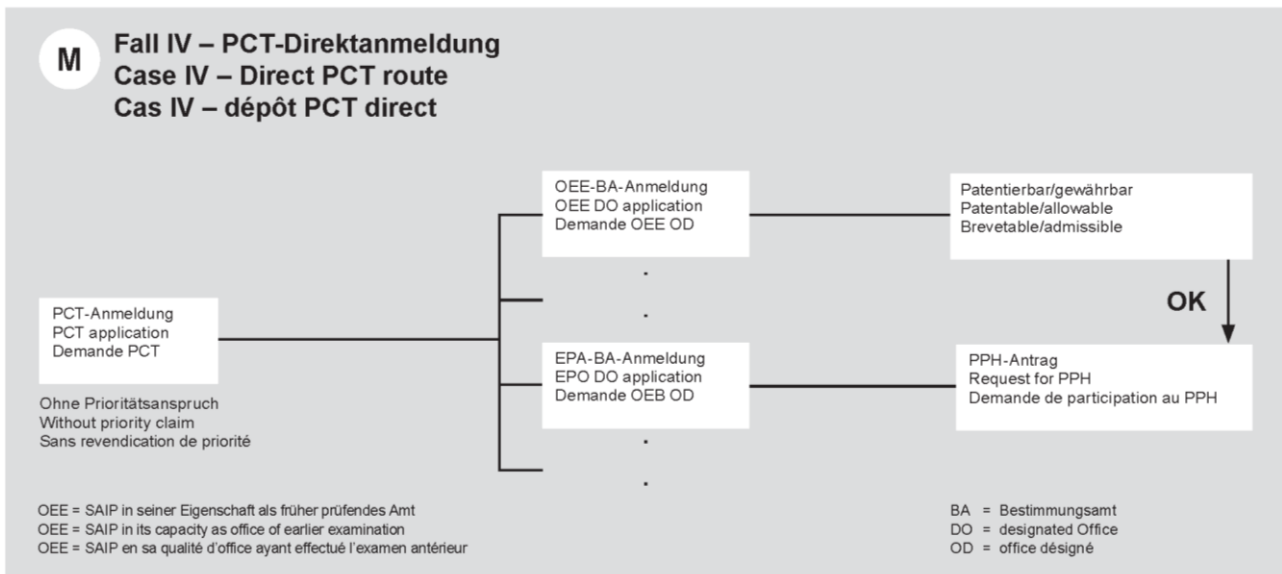 M
Fall IV – PCT-Direktanmeldung
Case IV – Direct PCT route
Cas IV – dépôt PCT direct
OEE-BA-Anmeldung
OEE DO application
Demande OEE OD
Patentierbar/gewährbar
Patentable/allowable
Brevetable/admissible
OK
PCT-Anmeldung
PCT application
Demande PCT
EPA-BA-Anmeldung
EPO DO application
Demande OEB OD
PPH-Antrag
Request for PPH
Demande de participation au PPH
Ohne Prioritätsanspruch
Without priority claim
Sans revendication de priorité
OEE = SAIP in seiner Eigenschaft als früher prüfendes Amt
OEE = SAIP in its capacity as office of earlier examination
OEE = SAIP en sa qualité d'office ayant effectué l'examen antérieur
BA = Bestimmungsamt
DO = designated Office
OD = office désigné